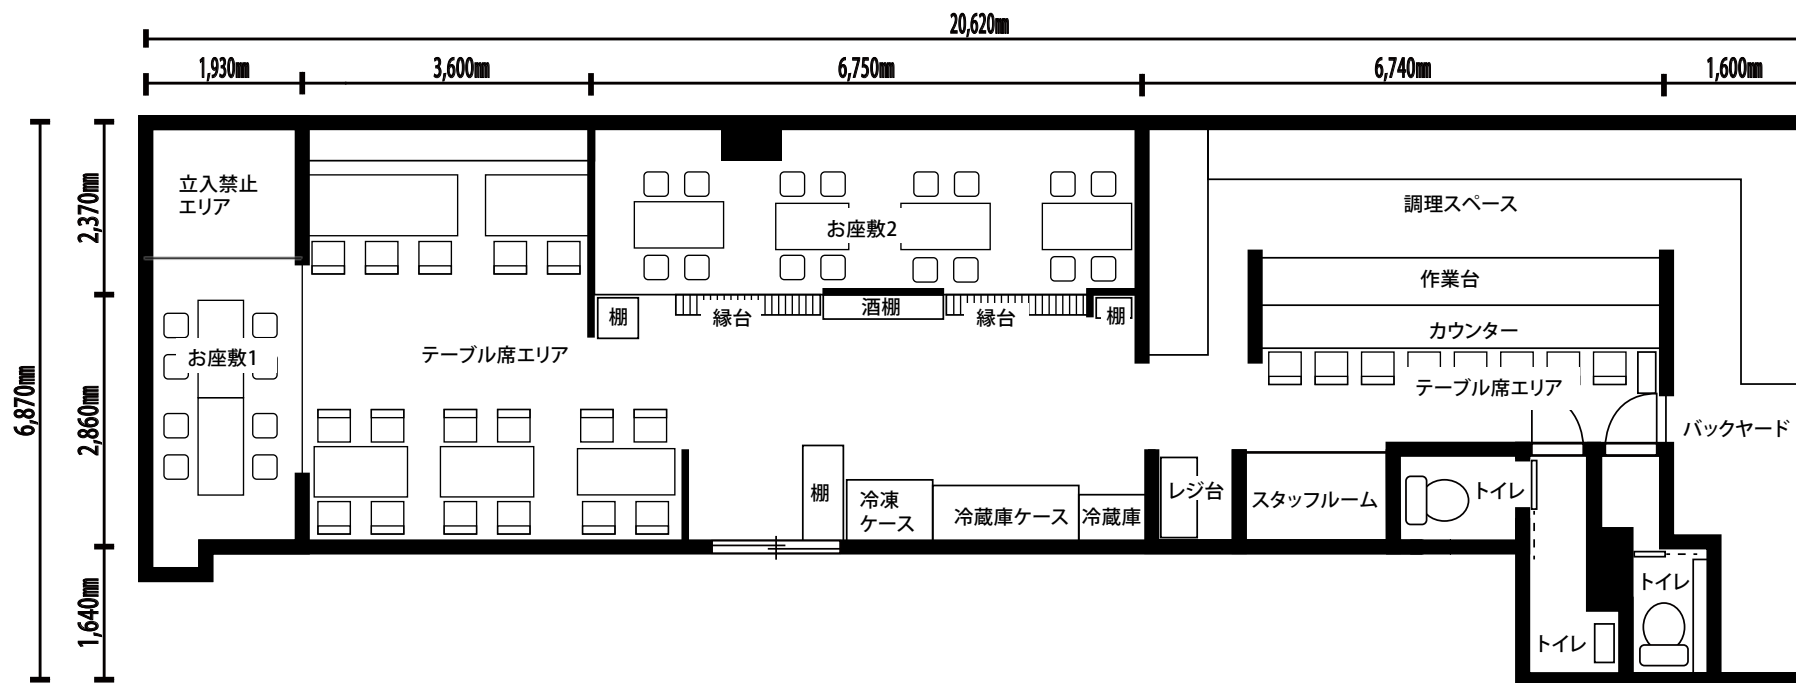 20,620㎜
1,930㎜
3,600㎜
6,750㎜
6,740㎜
1,600㎜
6,870㎜
2,370㎜
2,860㎜
1,640㎜
立入禁止
エリア
お座敷2
調理スペース
作業台
カウンター
棚
縁台
酒棚
縁台
棚
お座敷1
テーブル席エリア
テーブル席エリア
バックヤード
棚
冷凍
ケース
冷蔵庫ケース
冷蔵庫
レジ台
スタッフルーム
トイレ
トイレ
トイレ